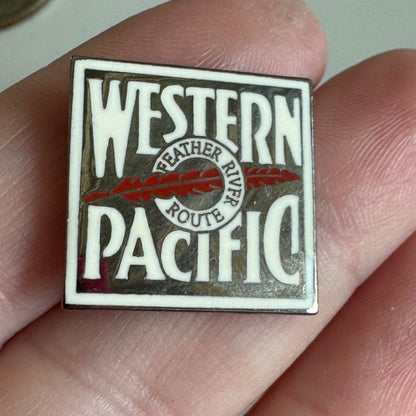 WESTERN
FEATHER RIVER
ROUTE
PACIFIC